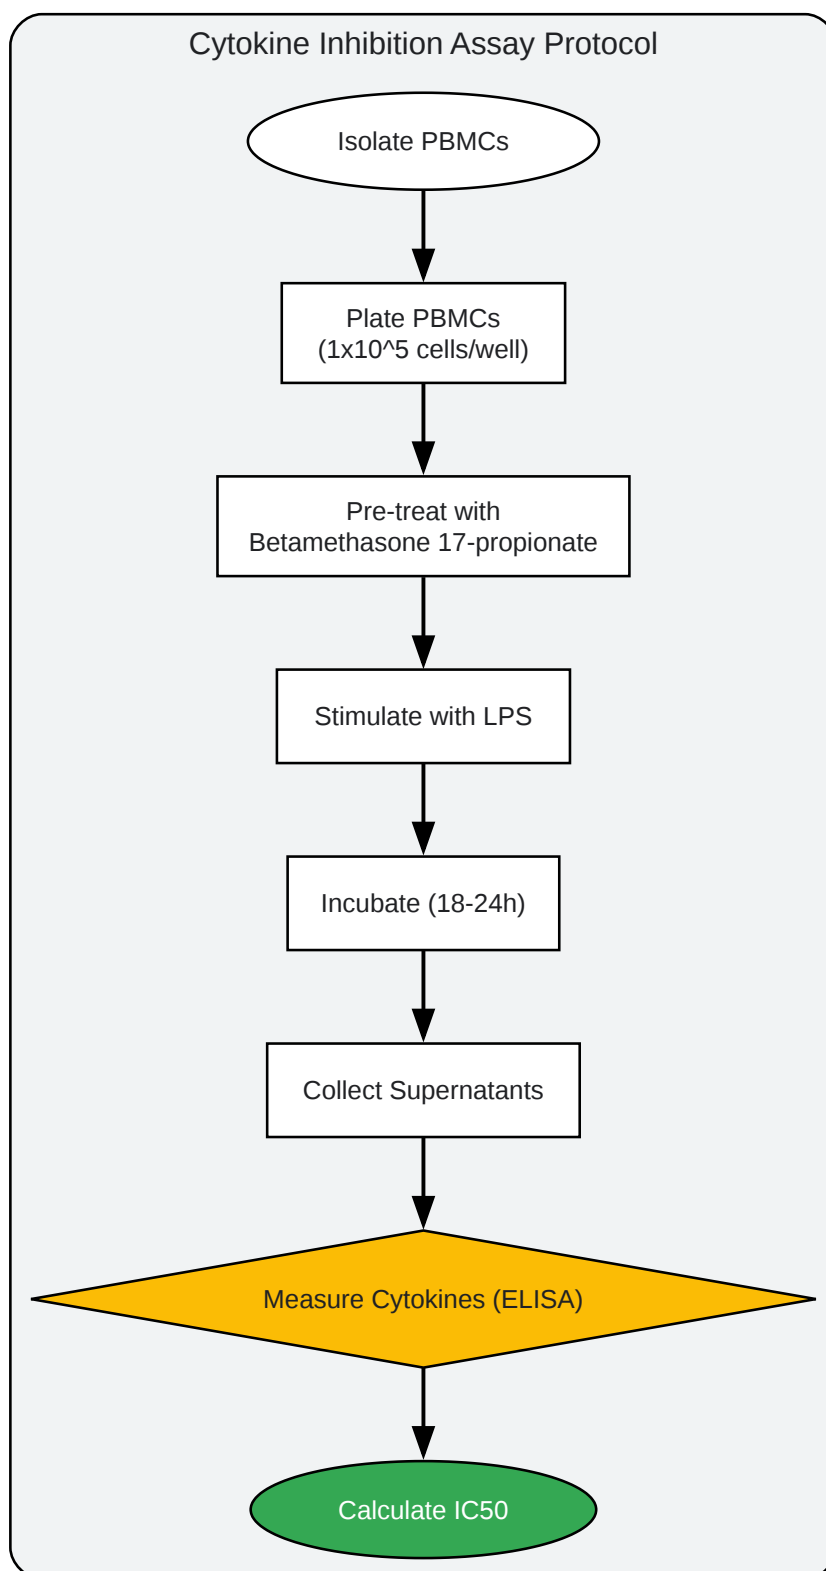 Cytokine Inhibition Assay Protocol
Isolate PBMCs
Plate PBMCs
(1x10^5 cells/well)
Pre-treat with
Betamethasone 17-propionate
Stimulate with LPS
Incubate (18-24h)
Collect Supernatants
Measure Cytokines (ELISA)
Calculate IC50